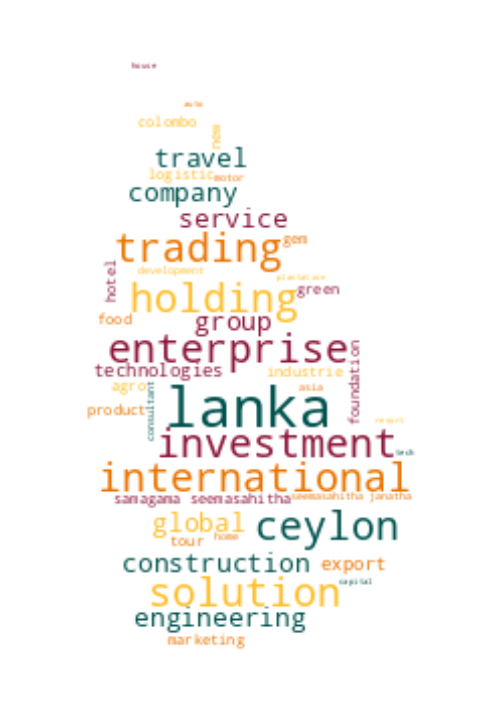 house
auto
colombo
new
travel
logistic
motor
company
service
trading
gem
development
hotel
plantation
holding
green
food
group
enterprise
technologies
industrie
foundation
agro
asia
consultant
product
lanka
resort
investment
tech
international
samagama seemasahitha
seemasahitha janatha
global
ceylon
tour
home
construction
export
capital
solution
engineering
marketing